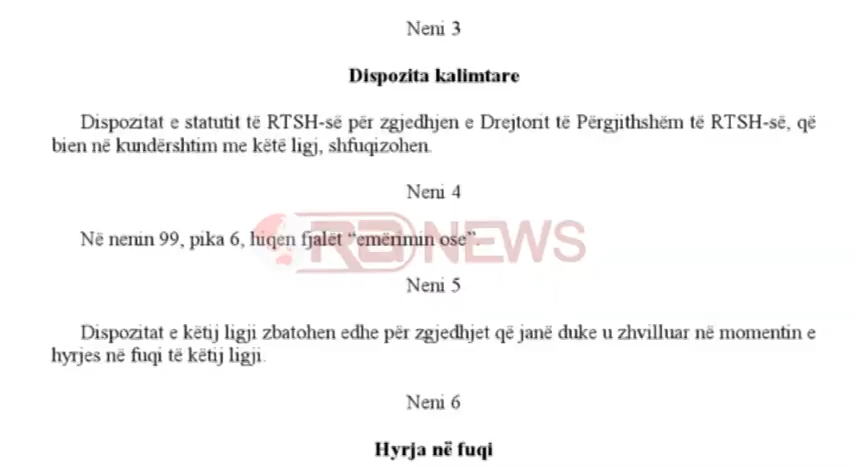 Neni 3
Dispozita kalimtare
Dispozitat e statutit të RTSH-së për zgjedhjen e Drejtorit të Përgjithshëm të RTSH-së, që
bien në kundërshtim me këtë ligj, shfuqizohen.
Neni 4
Në nenin 99, pika 6, hiqen fjalët “emërimin ose”.
RA NEWS
Neni 5
Dispozitat e këtij ligji zbatohen edhe për zgjedhjet që janë duke u zhvilluar në momentin e
hyrjes në fuqi të këtij ligji.
Neni 6
Hyrja në fuqi